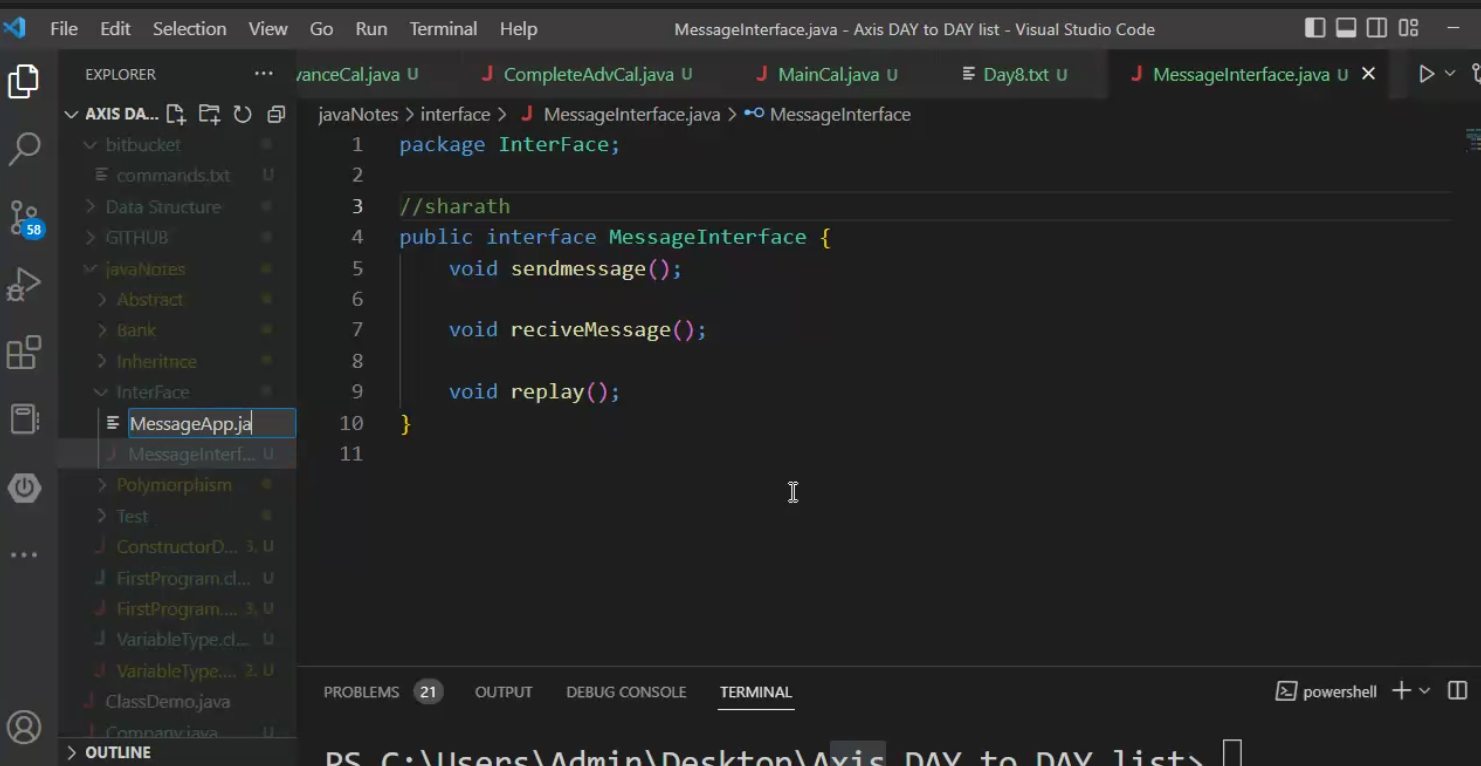 File Edit Selection View Go Run Terminal Help MessageInterface.java - Axis DAY to DAY list - Visual Studio Code
EXPLORER ... vanceCal.java U J CompleteAdvCal.java U J MainCal.java U Day8.txt U J MessageInterface.java U
AXIS DA... javaNotes > interface > J MessageInterface.java > MessageInterface
bitbucket
commands.txt U
Data Structure
GITHUB
javaNotes
Abstract
Bank
Inheritnce
InterFace
MessageApp.ja
J MessageInterf... U
Polymorphism
Test
J ConstructorD... 3, U
J FirstProgram.cl... U
J FirstProgram.... 3, U
J VariableType.cl... U
J VariableType.... 2, U
J ClassDemo.java
J Company.java
OUTLINE
58
1 package InterFace;
2
3 //sharath
4 public interface MessageInterface {
5 void sendmessage();
6
7 void reciveMessage();
8
9 void replay();
10 }
11
PROBLEMS 21 OUTPUT DEBUG CONSOLE TERMINAL powershell
PS C:\Users\Admin\Desktop\Axis DAY to DAY list>